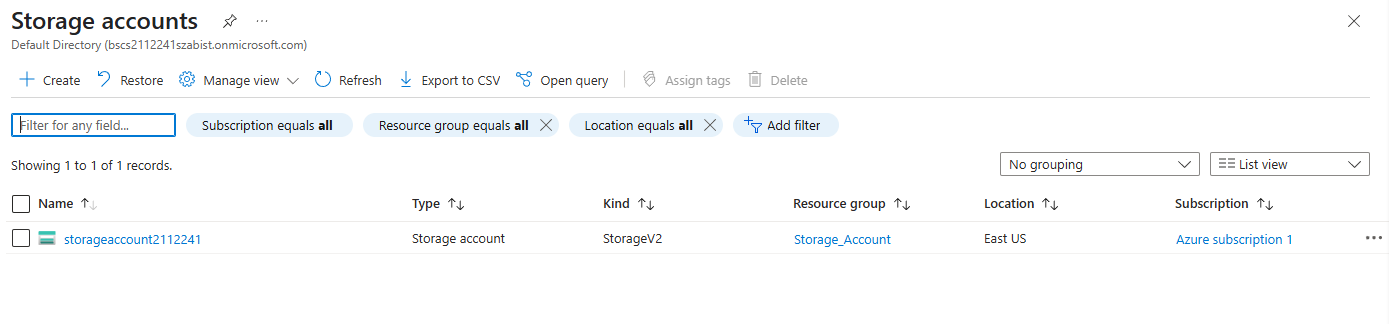 Storage accounts
Default Directory (bscs2112241szabist.onmicrosoft.com)
Create Restore Manage view Refresh Export to CSV Open query Assign tags Delete
Filter for any field... Subscription equals all Resource group equals all Location equals all Add filter
Showing 1 to 1 of 1 records. No grouping List view
Name Type Kind Resource group Location Subscription
storageaccount2112241 Storage account StorageV2 Storage_Account East US Azure subscription 1